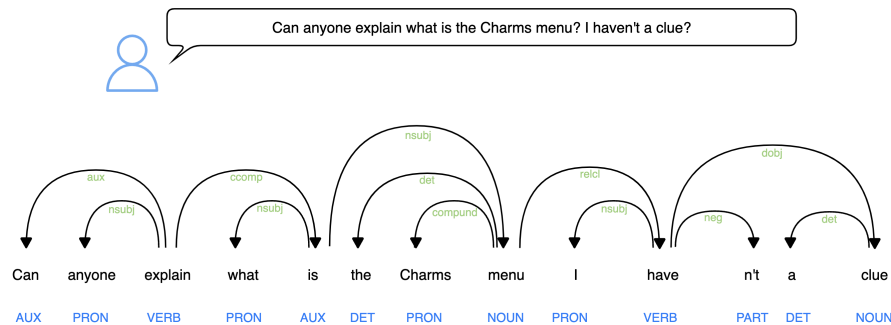 Can anyone explain what is the Charms menu? I haven't a clue?
nsubj
aux ccomp det relcl dobj
nsubj nsubj compund nsubj neg det
Can anyone explain what is the Charms menu I have n't a clue
AUX PRON VERB PRON AUX DET PRON NOUN PRON VERB PART DET NOUN